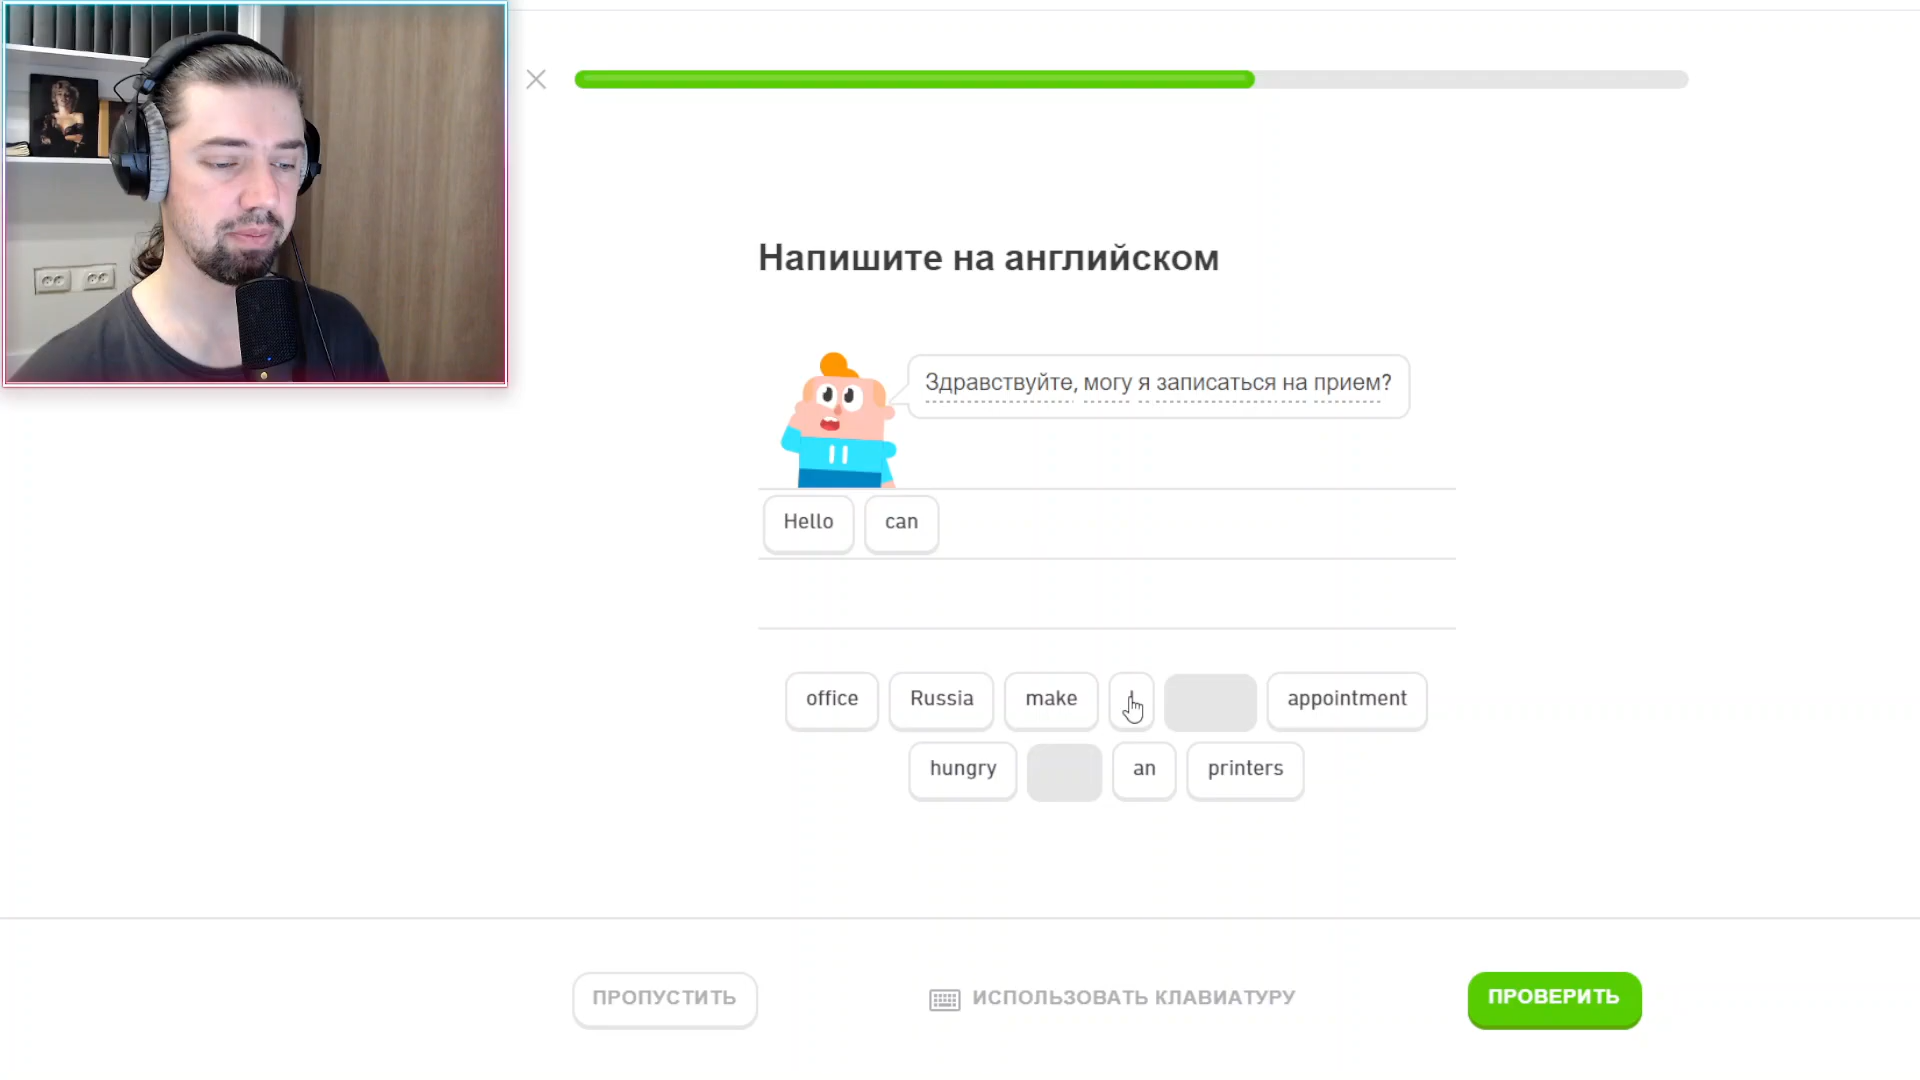 Напишите на английском
Здравствуйте, могу я записаться на прием?
Hello can
office Russia make I appointment
hungry an printers
ПРОПУСТИТЬ ИСПОЛЬЗОВАТЬ КЛАВИАТУРУ ПРОВЕРИТЬ